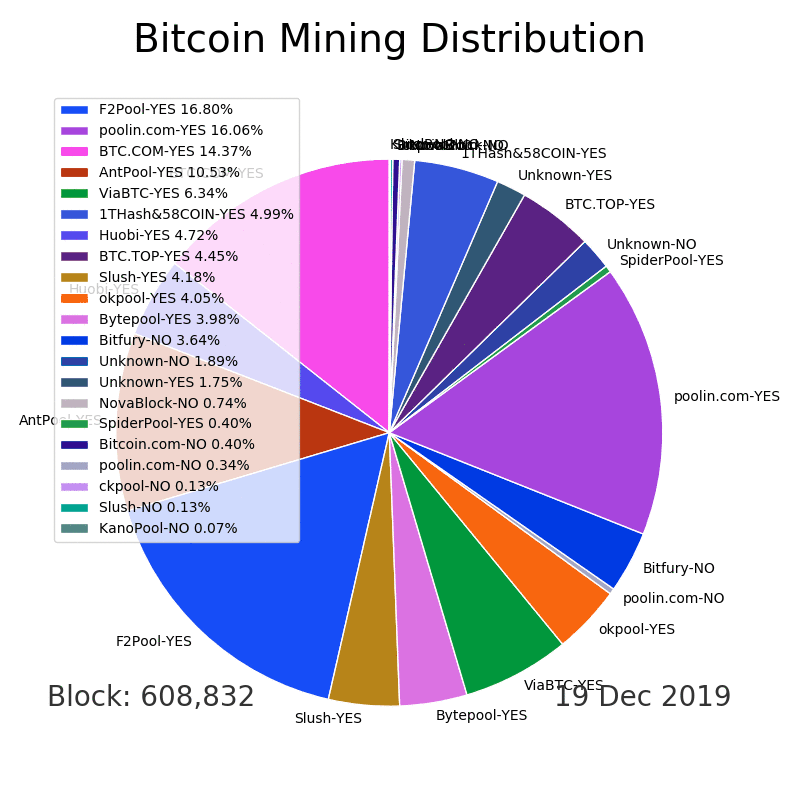 Bitcoin Mining Distribution
F2Pool-YES 16.80%
poolin.com-YES 16.06%
BTC.COM-YES 14.37%
AntPool-YES 10.53%
ViaBTC-YES 6.34%
1THash&58COIN-YES 4.99%
Huobi-YES 4.72%
BTC.TOP-YES 4.45%
Slush-YES 4.18%
okpool-YES 4.05%
Bytepool-YES 3.98%
Bitfury-NO 3.64%
Unknown-NO 1.89%
Unknown-YES 1.75%
NovaBlock-NO 0.74%
SpiderPool-YES 0.40%
Bitcoin.com-NO 0.40%
poolin.com-NO 0.34%
ckpool-NO 0.13%
Slush-NO 0.13%
KanoPool-NO 0.07%
1THash&58COIN-YES
Unknown-YES
BTC.TOP-YES
Unknown-NO
SpiderPool-YES
poolin.com-YES
Bitfury-NO
poolin.com-NO
okpool-YES
ViaBTC-YES
Bytepool-YES
Slush-YES
F2Pool-YES
AntPool-YES
Huobi-YES
Block: 608,832
19 Dec 2019